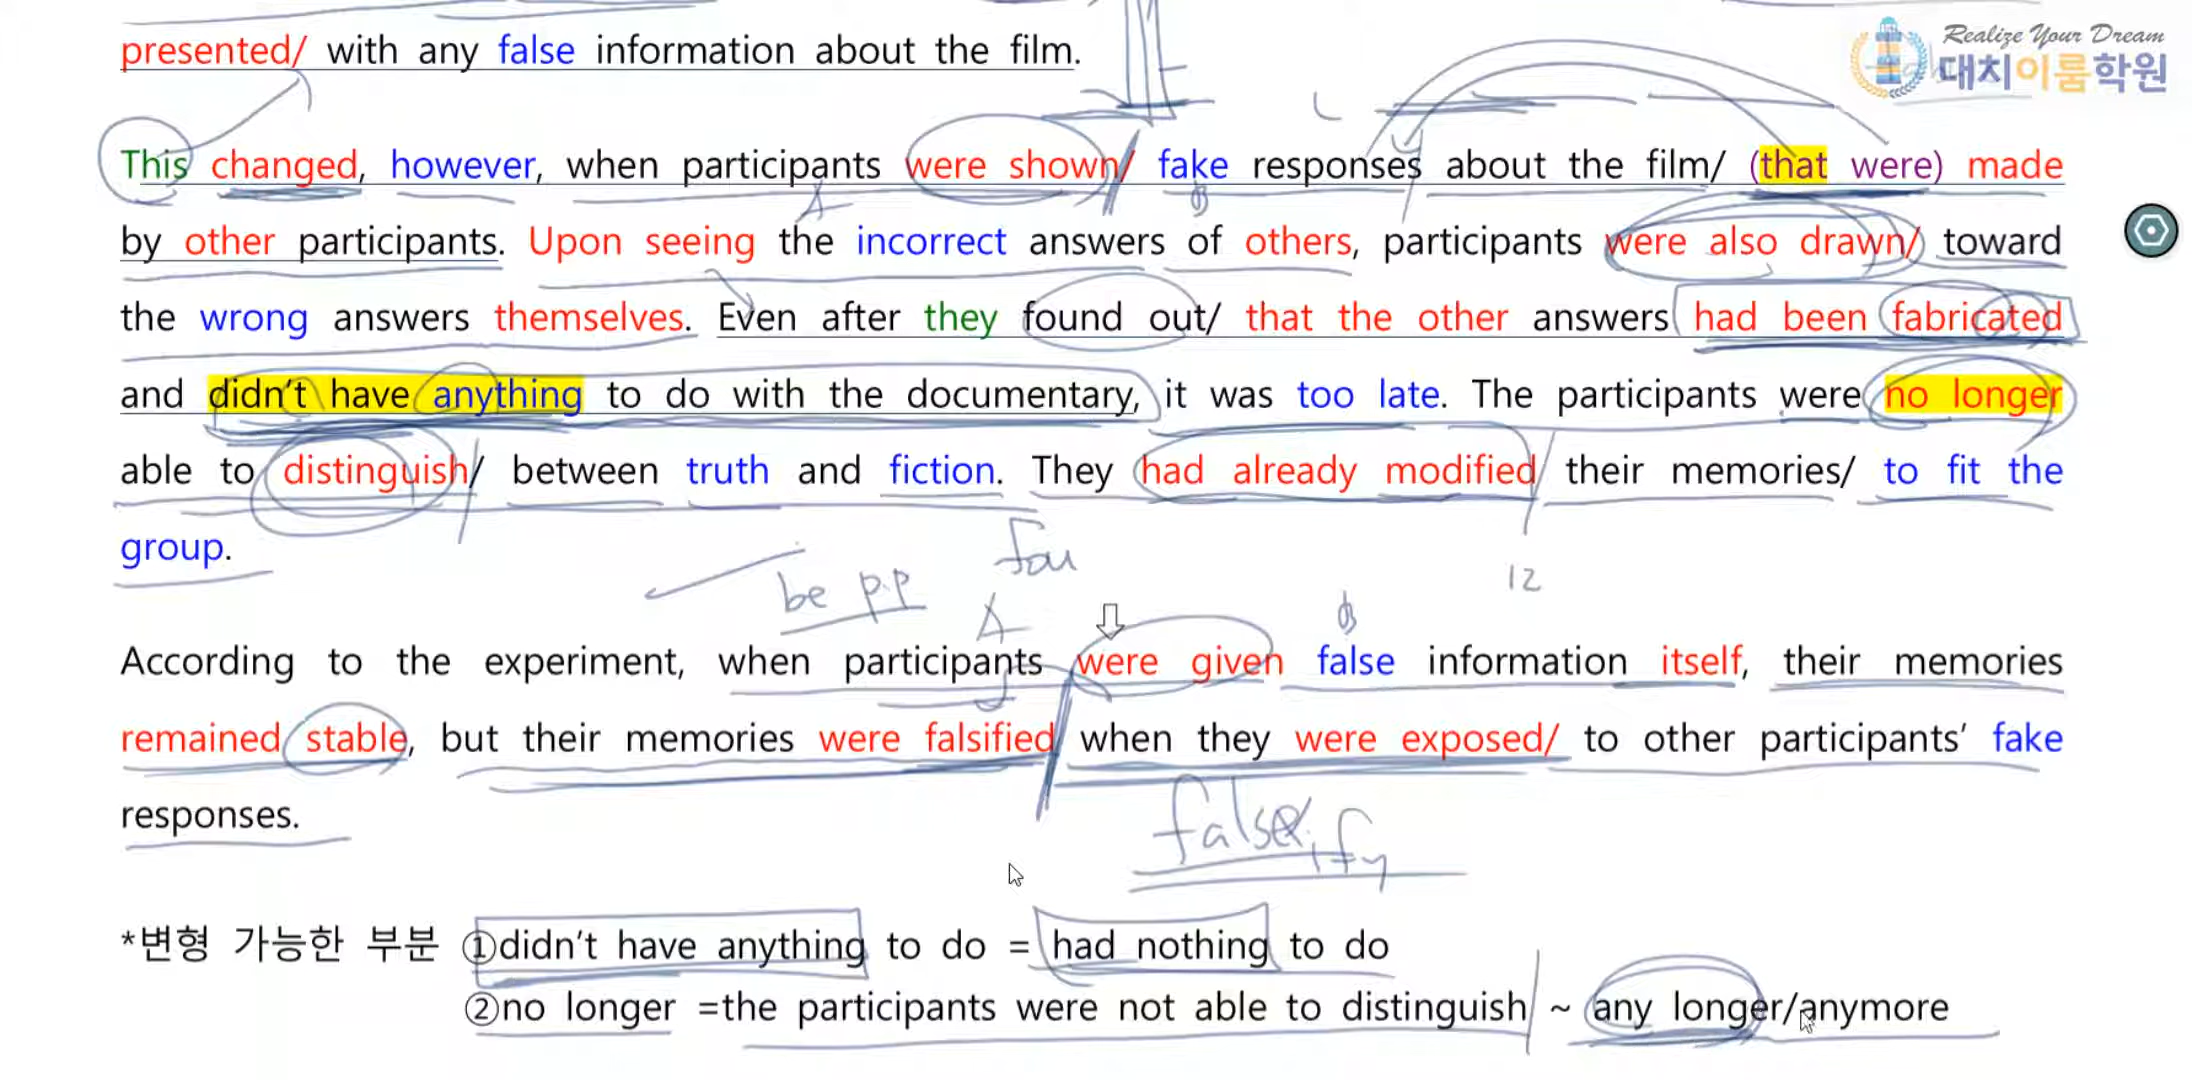 Realize Your Dream
대치이룸학원
presented/ with any false information about the film.
This changed, however, when participants were shown/ fake responses about the film/ (that were) made
by other participants. Upon seeing the incorrect answers of others, participants were also drawn/ toward
the wrong answers themselves. Even after they found out/ that the other answers had been fabricated
and didn't have anything to do with the documentary, it was too late. The participants were no longer
able to distinguish/ between truth and fiction. They had already modified their memories/ to fit the
group.
be p.p
fou
12
A
B
A
B
According to the experiment, when participants were given false information itself, their memories
remained stable, but their memories were falsified when they were exposed/ to other participants' fake
responses.
false, ify
*변형 가능한 부분 ①didn't have anything to do = had nothing to do
②no longer =the participants were not able to distinguish ~ any longer/anymore